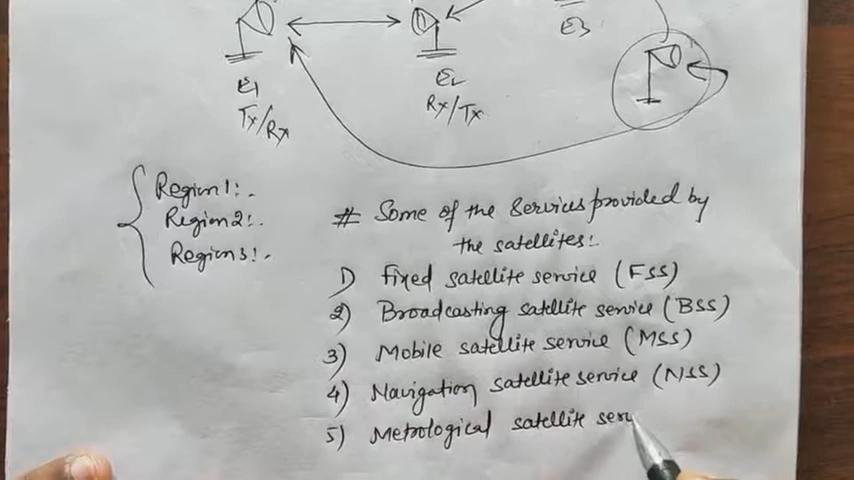 E1
Tx/Rx
E2
Rx/Tx
E3
Region1:.
Region2:.
Region3:.
# Some of the services provided by
the satellites:
1) Fixed satellite service (FSS)
2) Broadcasting satellite service (BSS)
3) Mobile satellite service (MSS)
4) Navigation satellite service (NSS)
5) Metrological satellite serv